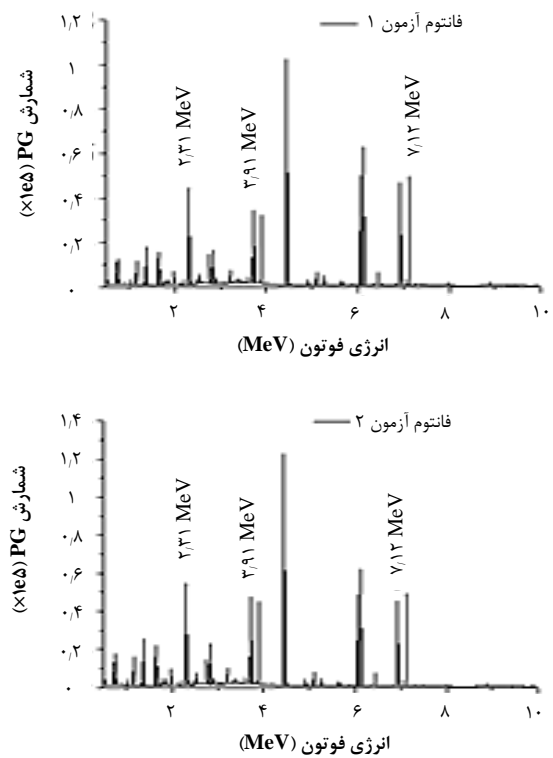 فانتوم آزمون ۱
۱٫۲
۱
۰٫۸
۰٫۶
۰٫۴
۰٫۲
۰
شمارش PG (×۱e۵)
۲٫۳۱ MeV
۳٫۹۱ MeV
۷٫۱۲ MeV
۲ ۴ ۶ ۸ ۱۰
انرژی فوتون (MeV)
فانتوم آزمون ۲
۱٫۴
۱٫۲
۱
۰٫۸
۰٫۶
۰٫۴
۰٫۲
۰
شمارش PG (×۱e۵)
۲٫۳۱ MeV
۳٫۹۱ MeV
۷٫۱۲ MeV
۲ ۴ ۶ ۸ ۱۰
انرژی فوتون (MeV)